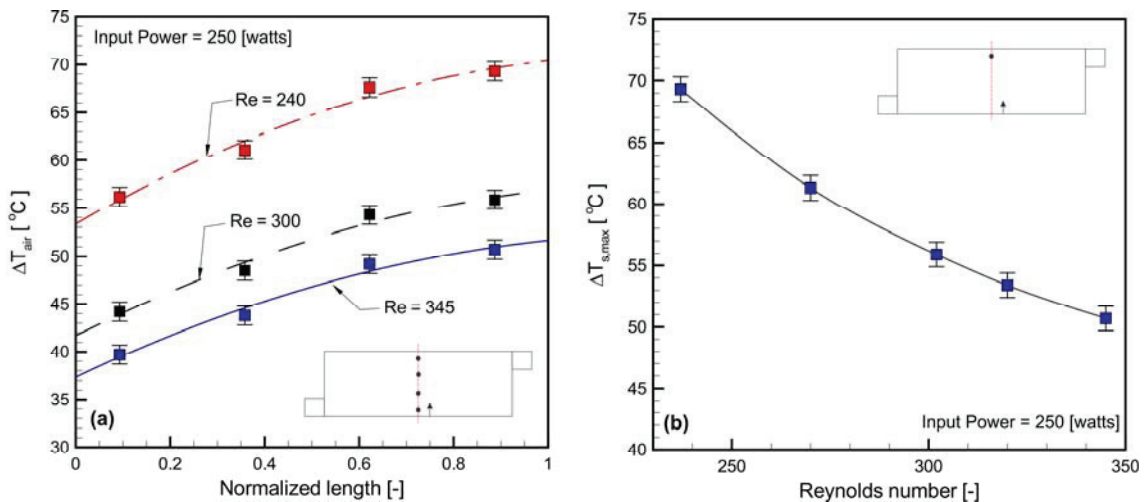 75
70
65
60
55
50
45
40
35
30
ΔT_air [°C]
Input Power = 250 [watts]
Re = 240
Re = 300
Re = 345
(a)
0 0.2 0.4 0.6 0.8 1
Normalized length [-]
75
70
65
60
55
50
45
40
ΔT_s,max [°C]
(b)
Input Power = 250 [watts]
250 300 350
Reynolds number [-]